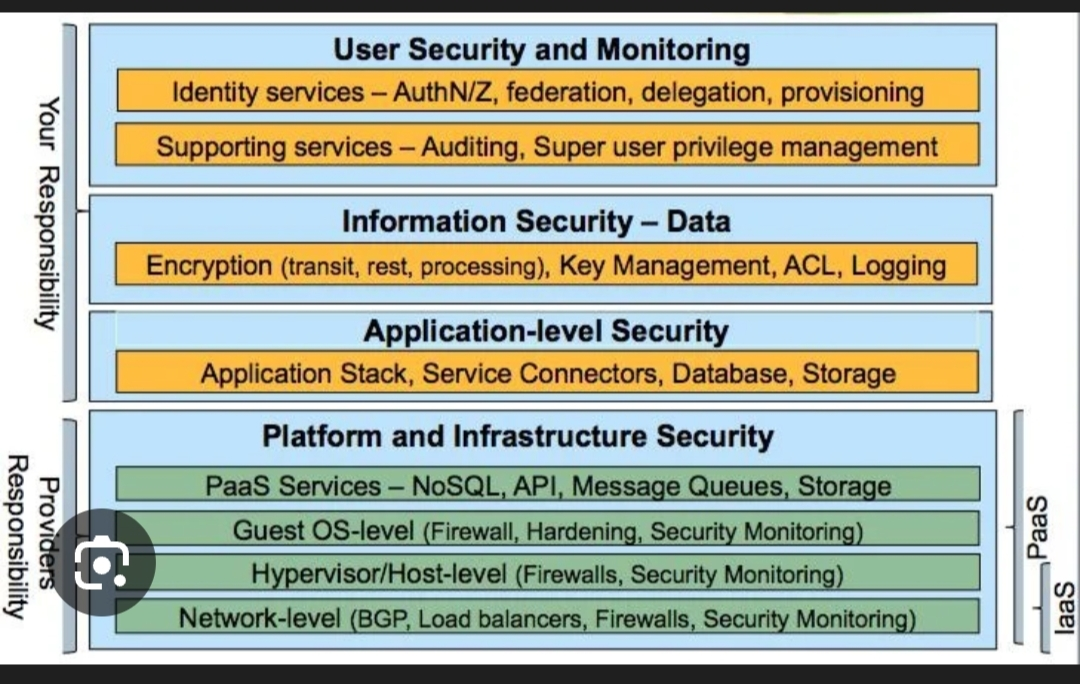 User Security and Monitoring
Identity services – AuthN/Z, federation, delegation, provisioning
Supporting services – Auditing, Super user privilege management
Information Security – Data
Encryption (transit, rest, processing), Key Management, ACL, Logging
Application-level Security
Application Stack, Service Connectors, Database, Storage
Your Responsibility
Platform and Infrastructure Security
PaaS Services – NoSQL, API, Message Queues, Storage
Guest OS-level (Firewall, Hardening, Security Monitoring)
Hypervisor/Host-level (Firewalls, Security Monitoring)
Network-level (BGP, Load balancers, Firewalls, Security Monitoring)
Providers
Responsibility
PaaS
IaaS